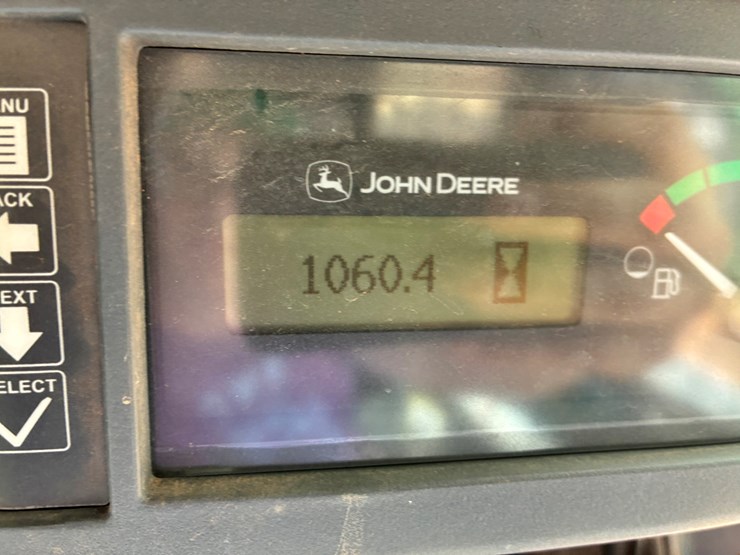 NU
ACK
EXT
ELECT
JOHN DEERE
1060.4